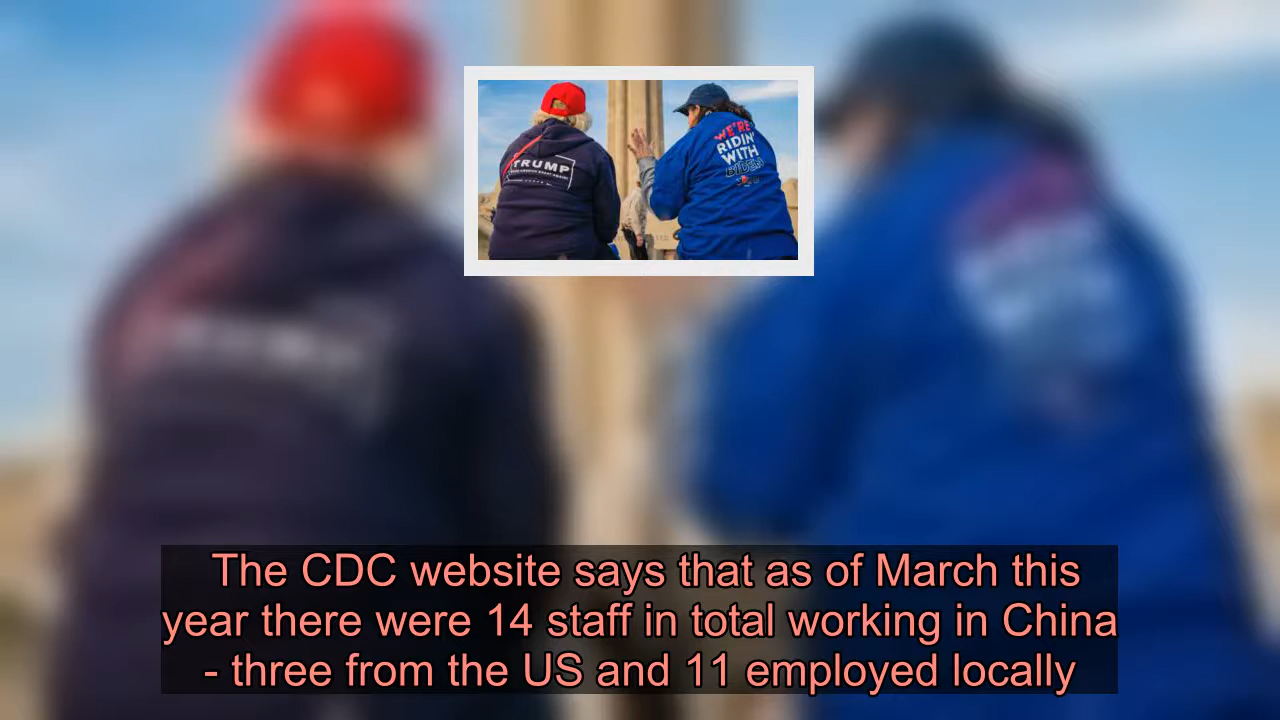 TRUMP
WE'RE
RIDIN'
WITH
BIDEN
The CDC website says that as of March this
year there were 14 staff in total working in China
- three from the US and 11 employed locally